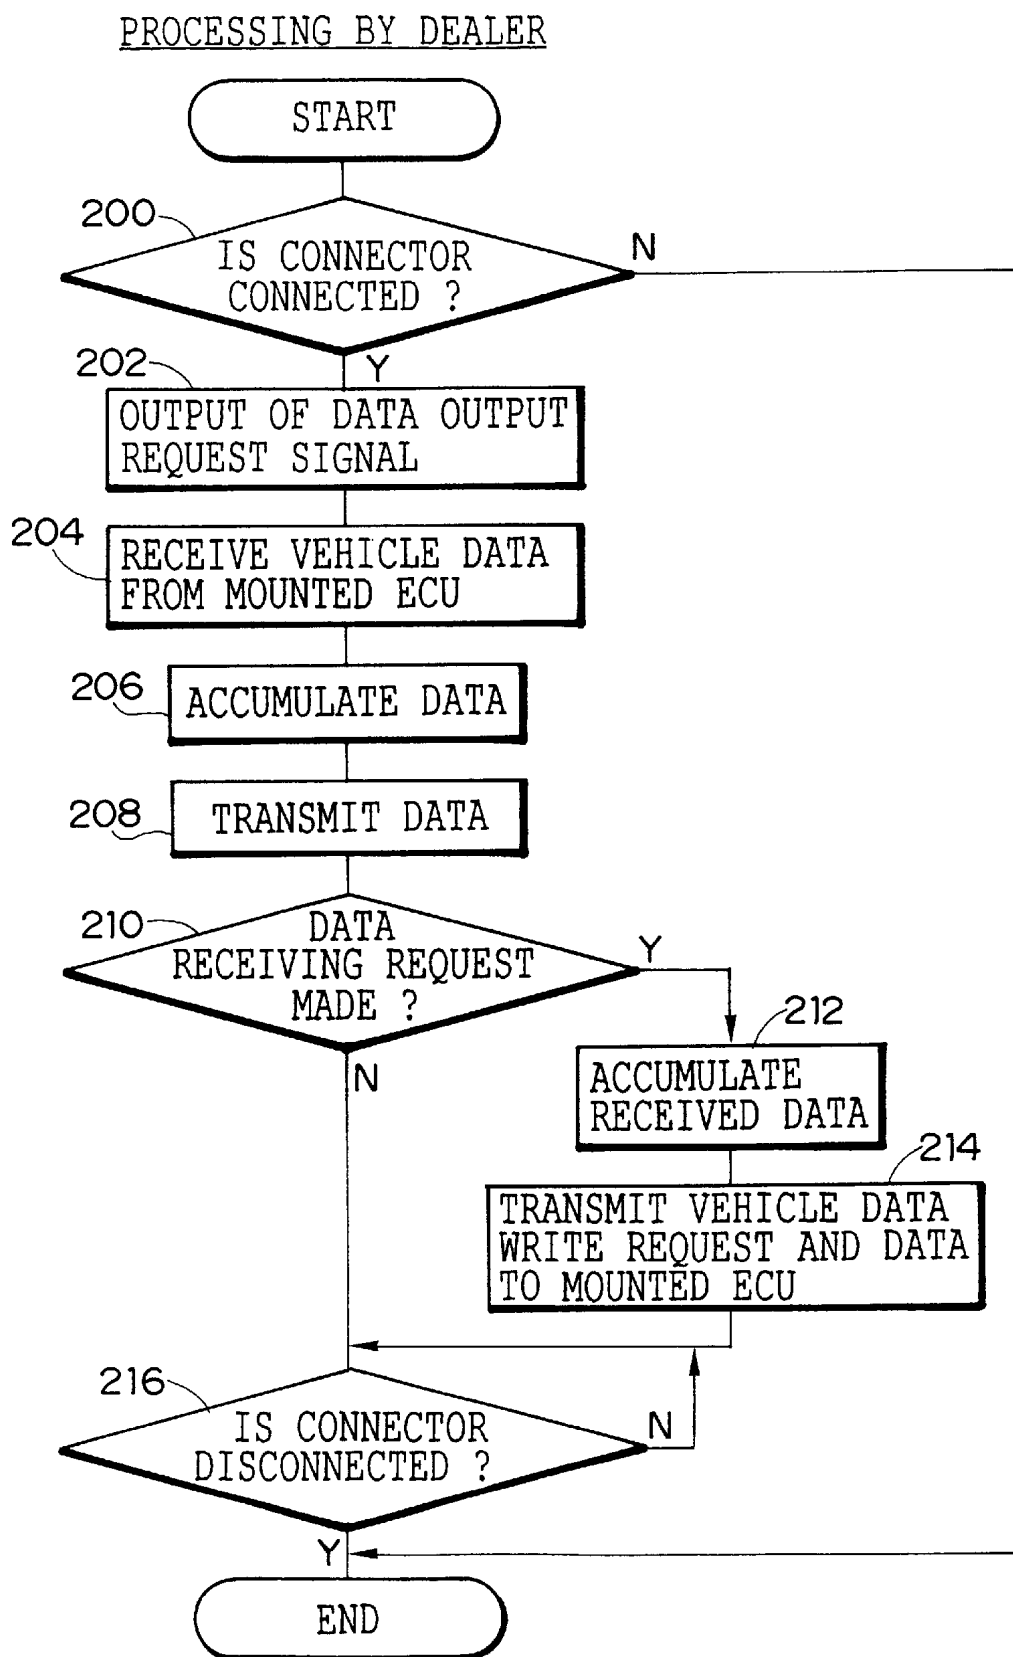 PROCESSING BY DEALER
START
200
IS CONNECTOR
CONNECTED ?
N
Y
202
OUTPUT OF DATA OUTPUT
REQUEST SIGNAL
204
RECEIVE VEHICLE DATA
FROM MOUNTED ECU
206
ACCUMULATE DATA
208
TRANSMIT DATA
210
DATA
RECEIVING REQUEST
MADE ?
Y
N
212
ACCUMULATE
RECEIVED DATA
214
TRANSMIT VEHICLE DATA
WRITE REQUEST AND DATA
TO MOUNTED ECU
216
IS CONNECTOR
DISCONNECTED ?
N
Y
END